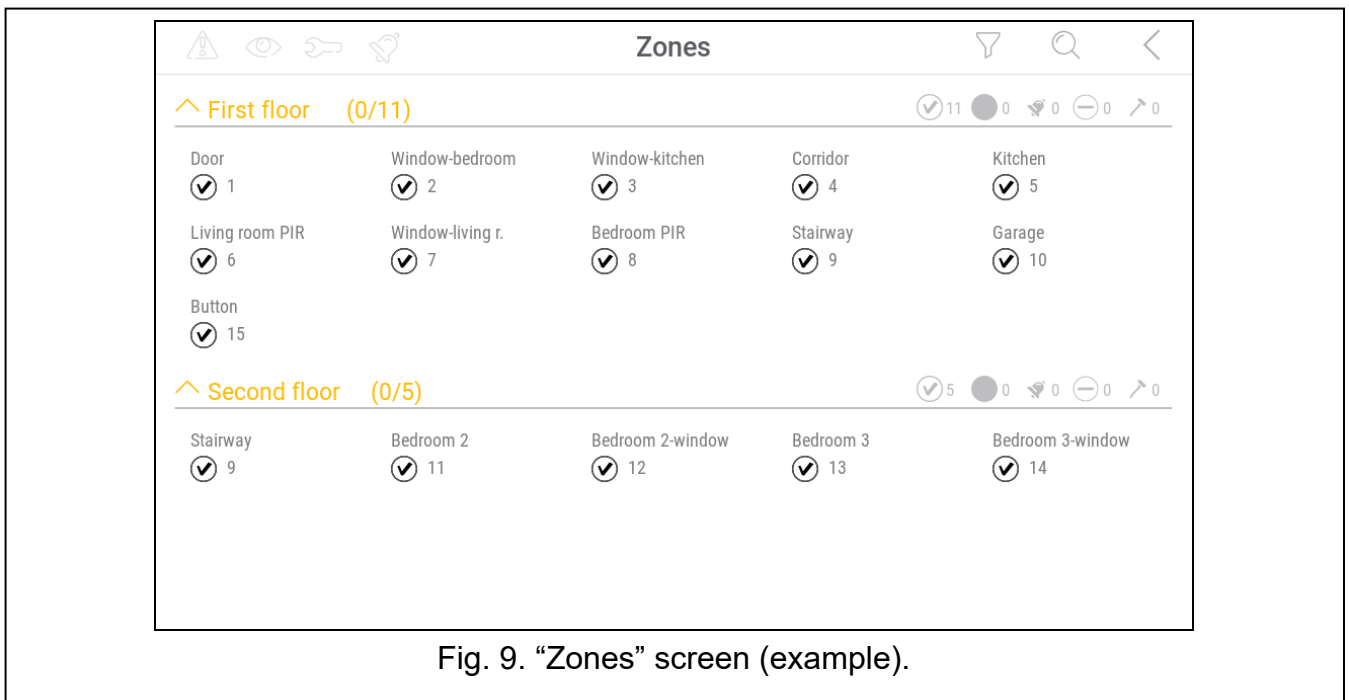 Zones
First floor (0/11) 11 0 0 0 0
Door Window-bedroom Window-kitchen Corridor Kitchen
1 2 3 4 5
Living room PIR Window-living r. Bedroom PIR Stairway Garage
6 7 8 9 10
Button
15
Second floor (0/5) 5 0 0 0 0
Stairway Bedroom 2 Bedroom 2-window Bedroom 3 Bedroom 3-window
9 11 12 13 14
Fig. 9. “Zones” screen (example).